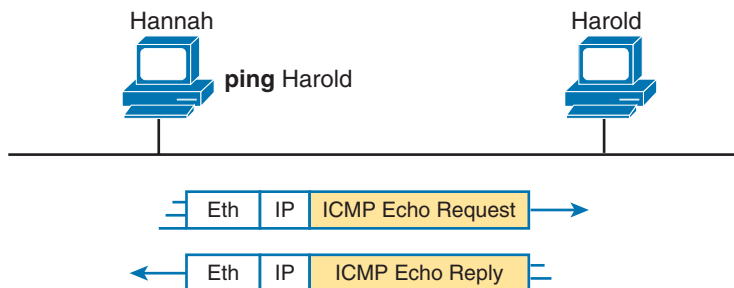 Hannah
Harold
ping Harold
Eth IP ICMP Echo Request
Eth IP ICMP Echo Reply